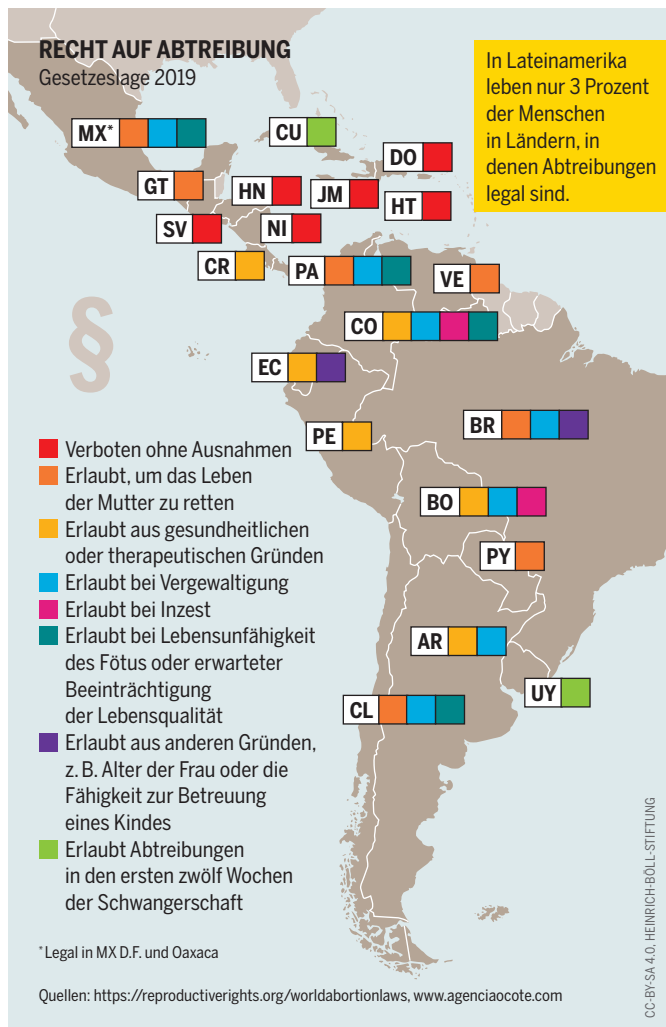 RECHT AUF ABTREIBUNG
Gesetzeslage 2019
In Lateinamerika
leben nur 3 Prozent
der Menschen
in Ländern, in
denen Abtreibungen
legal sind.
MX*
CU
DO
GT
HN
JM
HT
SV
NI
CR
PA
VE
§
CO
EC
PE
BR
BO
PY
AR
UY
CL
Verboten ohne Ausnahmen
Erlaubt, um das Leben
der Mutter zu retten
Erlaubt aus gesundheitlichen
oder therapeutischen Gründen
Erlaubt bei Vergewaltigung
Erlaubt bei Inzest
Erlaubt bei Lebensunfähigkeit
des Fötus oder erwarteter
Beeinträchtigung
der Lebensqualität
Erlaubt aus anderen Gründen,
z. B. Alter der Frau oder die
Fähigkeit zur Betreuung
eines Kindes
Erlaubt Abtreibungen
in den ersten zwölf Wochen
der Schwangerschaft
*Legal in MX D.F. und Oaxaca
Quellen: https://reproductiverights.org/worldabortionlaws, www.agenciaocote.com
CC-BY-SA 4.0, HEINRICH-BÖLL-STIFTUNG